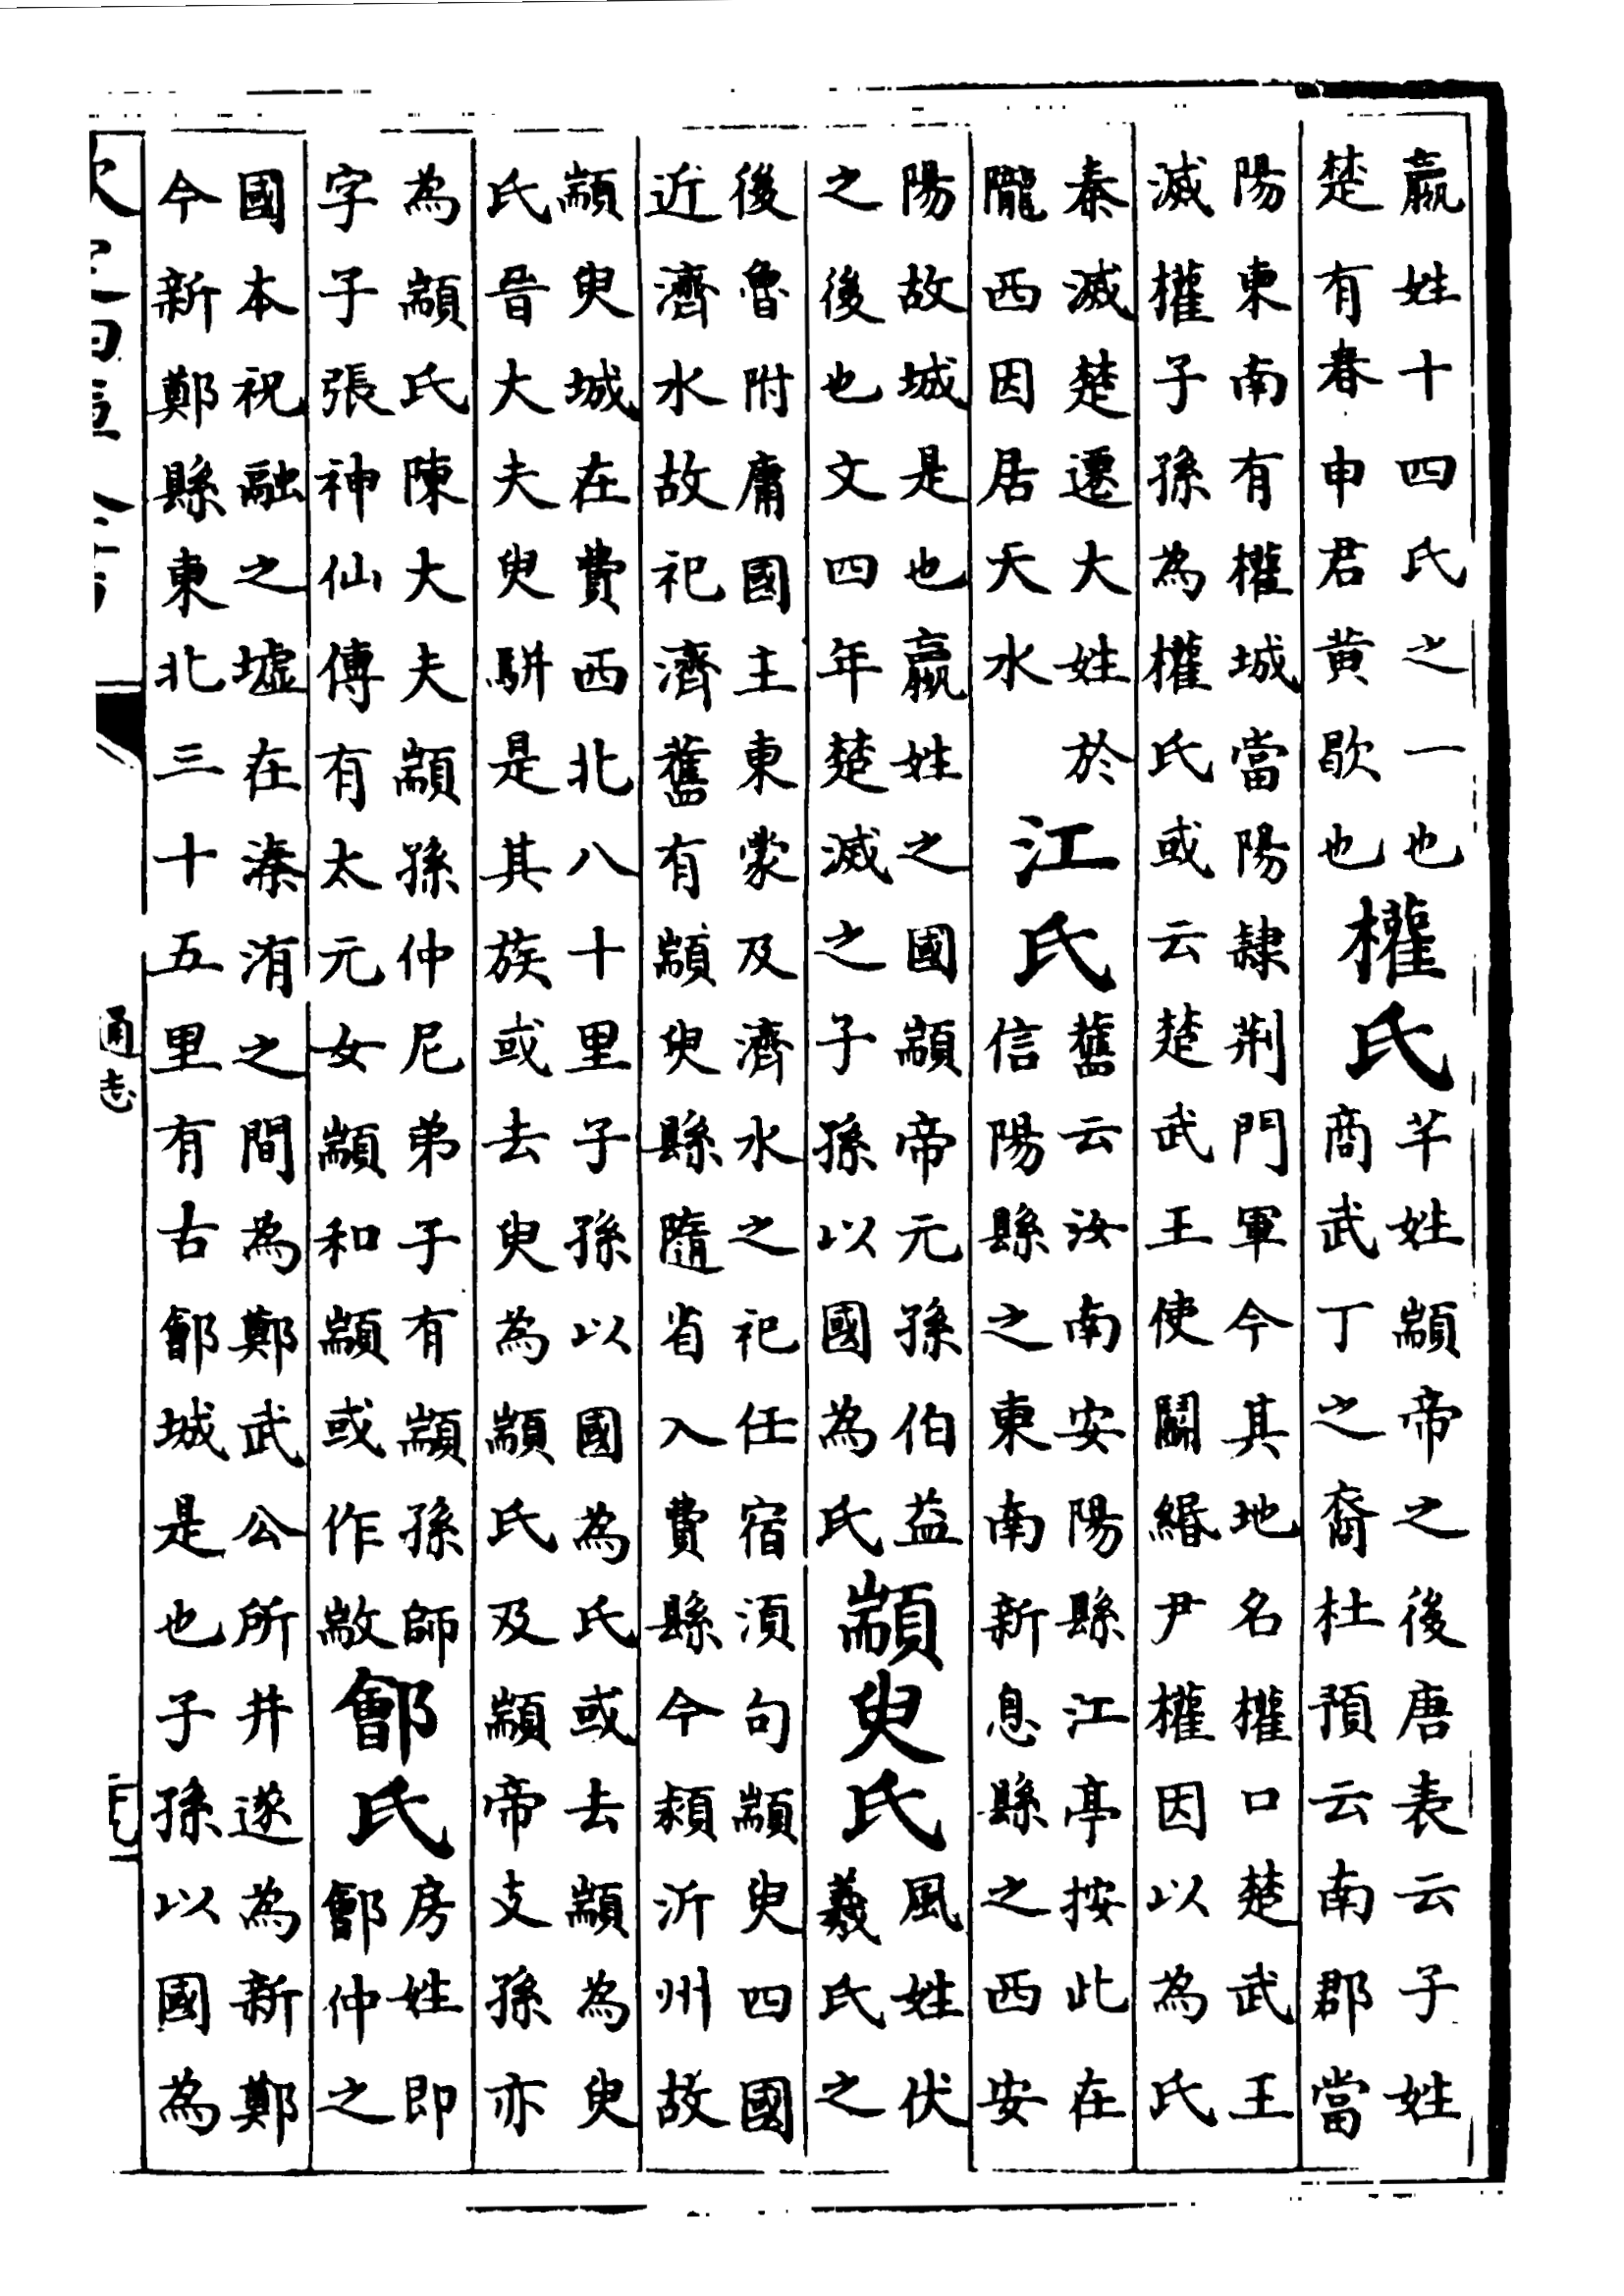 嬴姓十四氏之一也
楚有春申君黄歇也
權氏
芊姓顓帝之後唐表云子姓
商武丁之裔杜預云南郡當
陽東南有權城當陽隷荆門軍今其地名權口楚武王
滅權子孫為權氏或云楚武王使鬭緡尹權因以為氏
秦滅楚遷大姓於
隴西因居天水
江氏
舊云汝南安陽縣江亭按此在
信陽縣之東南新息縣之西安
陽故城是也嬴姓之國顓帝元孫伯益
之後也文四年楚滅之子孫以國為氏
顓臾氏
風姓伏
羲氏之
後魯附庸國主東蒙及濟水之祀任宿須句顓臾四國
近濟水故祀濟舊有顓臾縣隨省入費縣今沂州故
顓臾城在費西北八十里子孫以國為氏或去顓為臾
氏晉大夫臾駢是其族或去臾為顓氏及顓帝支孫亦
為顓氏陳大夫顓孫仲尼弟子有顓孫師
字子張神仙傳有太元女顓和顓或作㪜
鄶氏
房姓即
鄶仲之
國本祝融之墟在溱洧之間為鄭武公所井遂為新鄭
今新鄭縣東北三十五里有古鄶城是也子孫以國為
通志